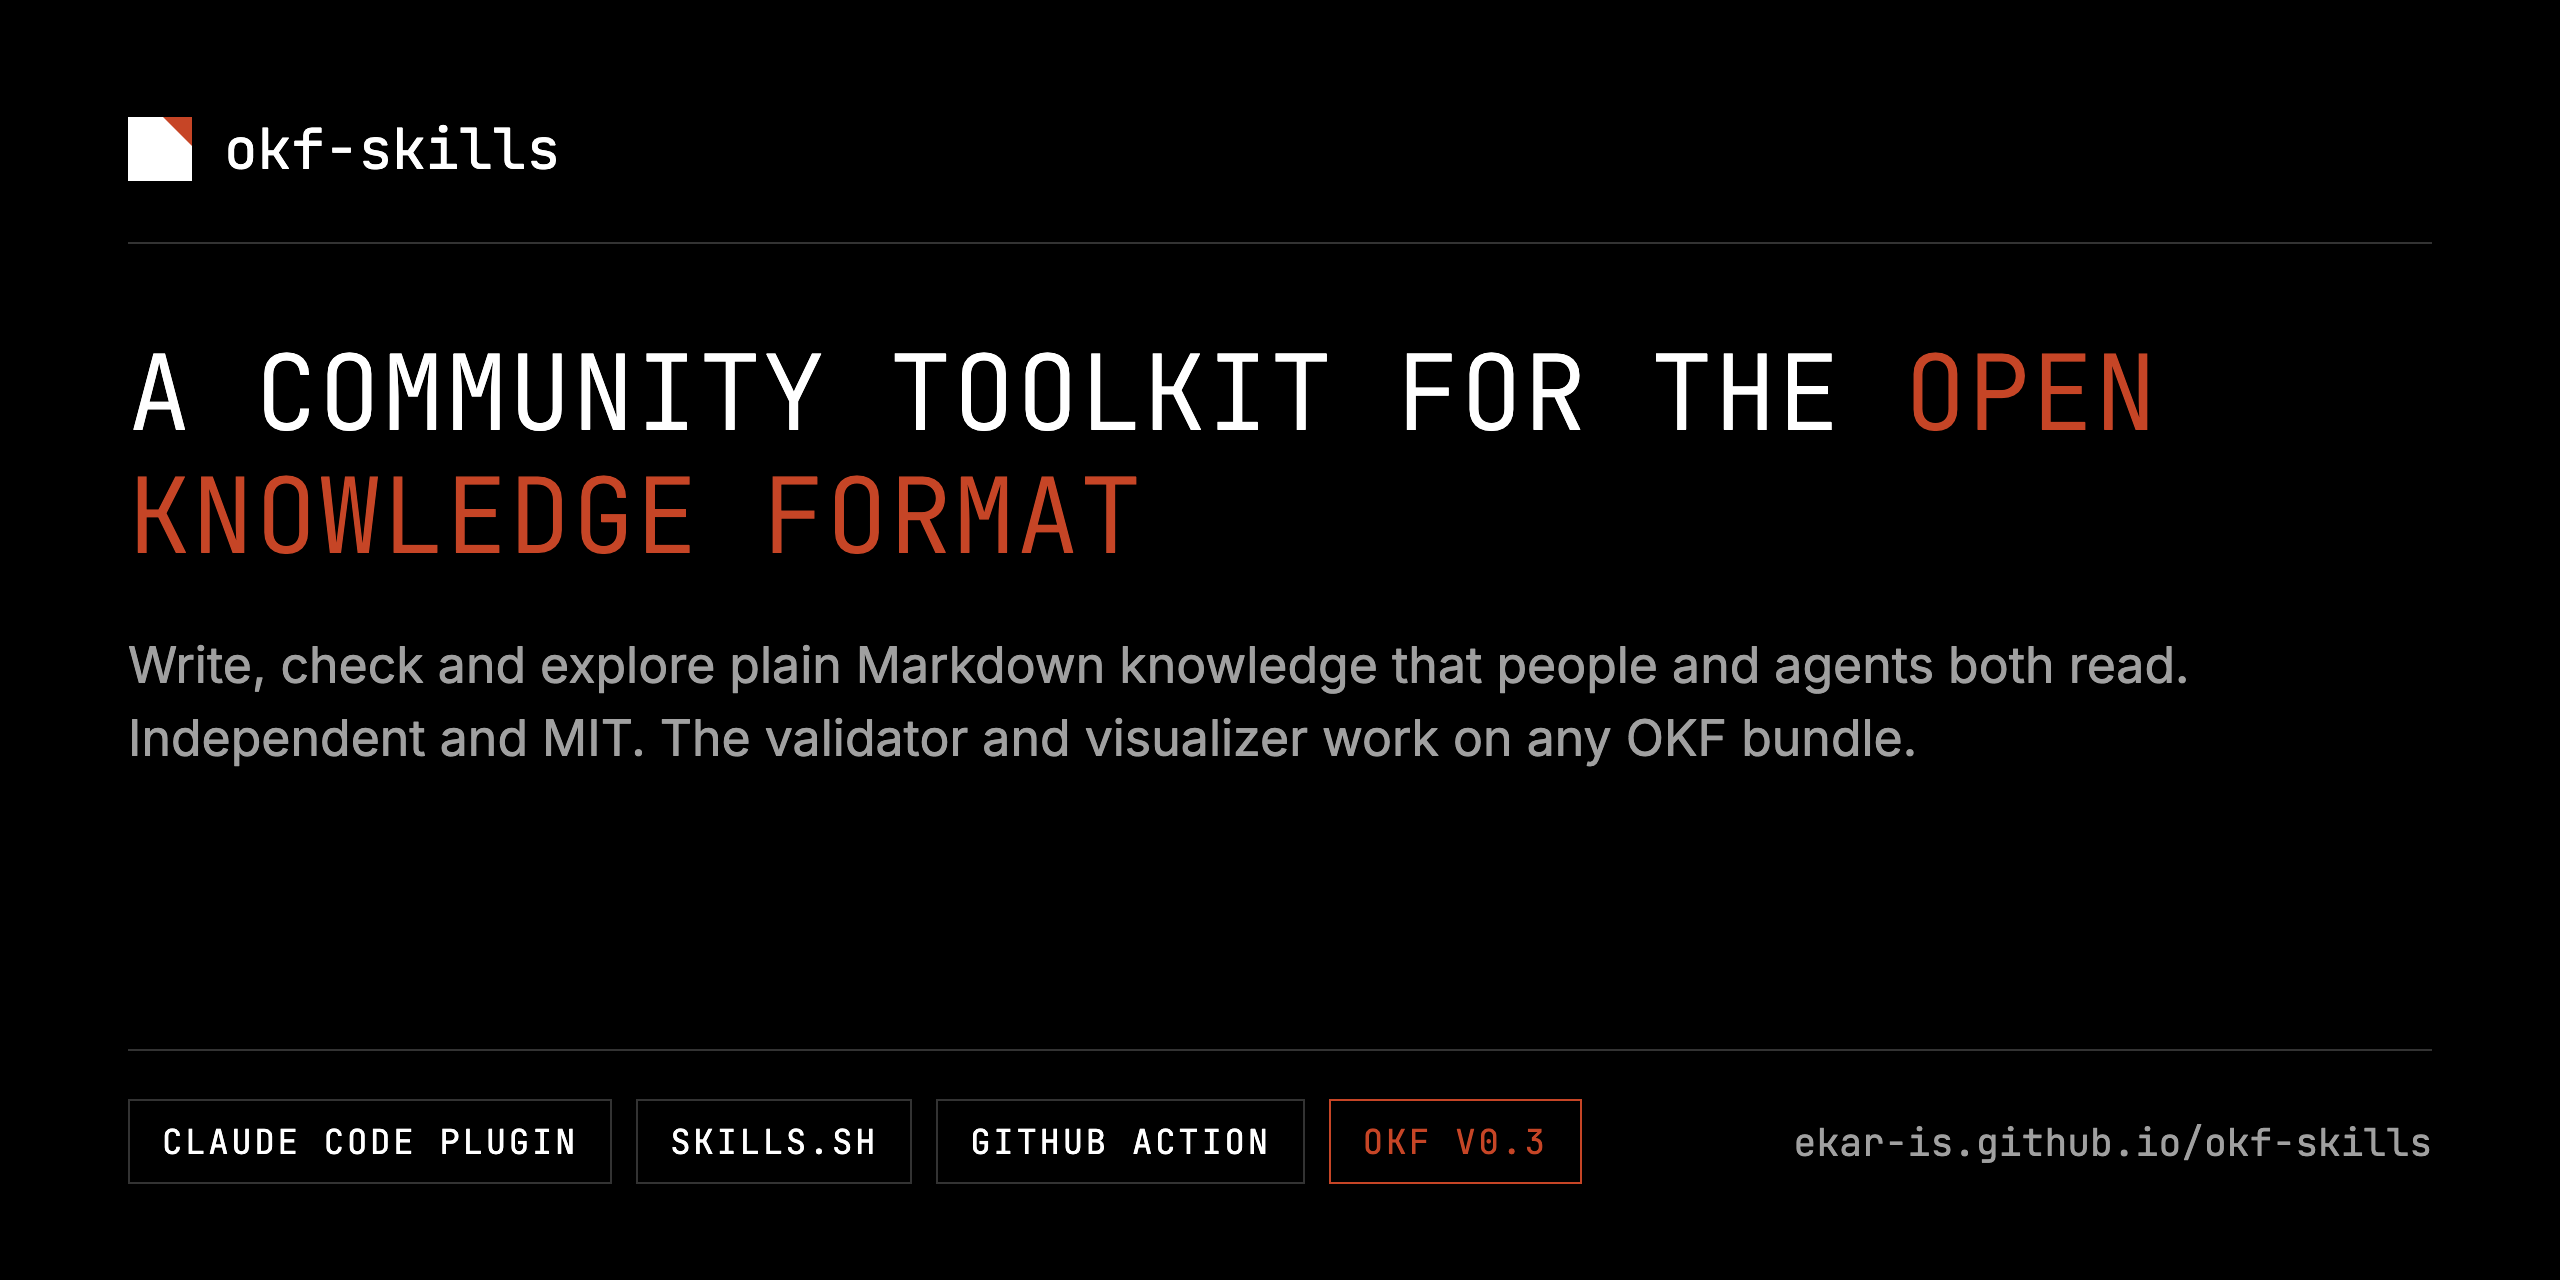 okf-skills
A COMMUNITY TOOLKIT FOR THE OPEN
KNOWLEDGE FORMAT
Write, check and explore plain Markdown knowledge that people and agents both read.
Independent and MIT. The validator and visualizer work on any OKF bundle.
CLAUDE CODE PLUGIN
SKILLS.SH
GITHUB ACTION
OKF V0.3
ekar-is.github.io/okf-skills